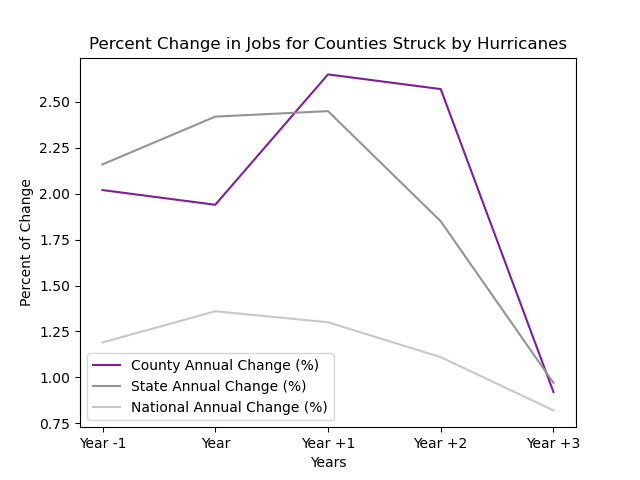 Percent Change in Jobs for Counties Struck by Hurricanes
Percent of Change
2.50
2.25
2.00
1.75
1.50
1.25
1.00
0.75
County Annual Change (%)
State Annual Change (%)
National Annual Change (%)
Year -1
Year
Year +1
Year +2
Year +3
Years